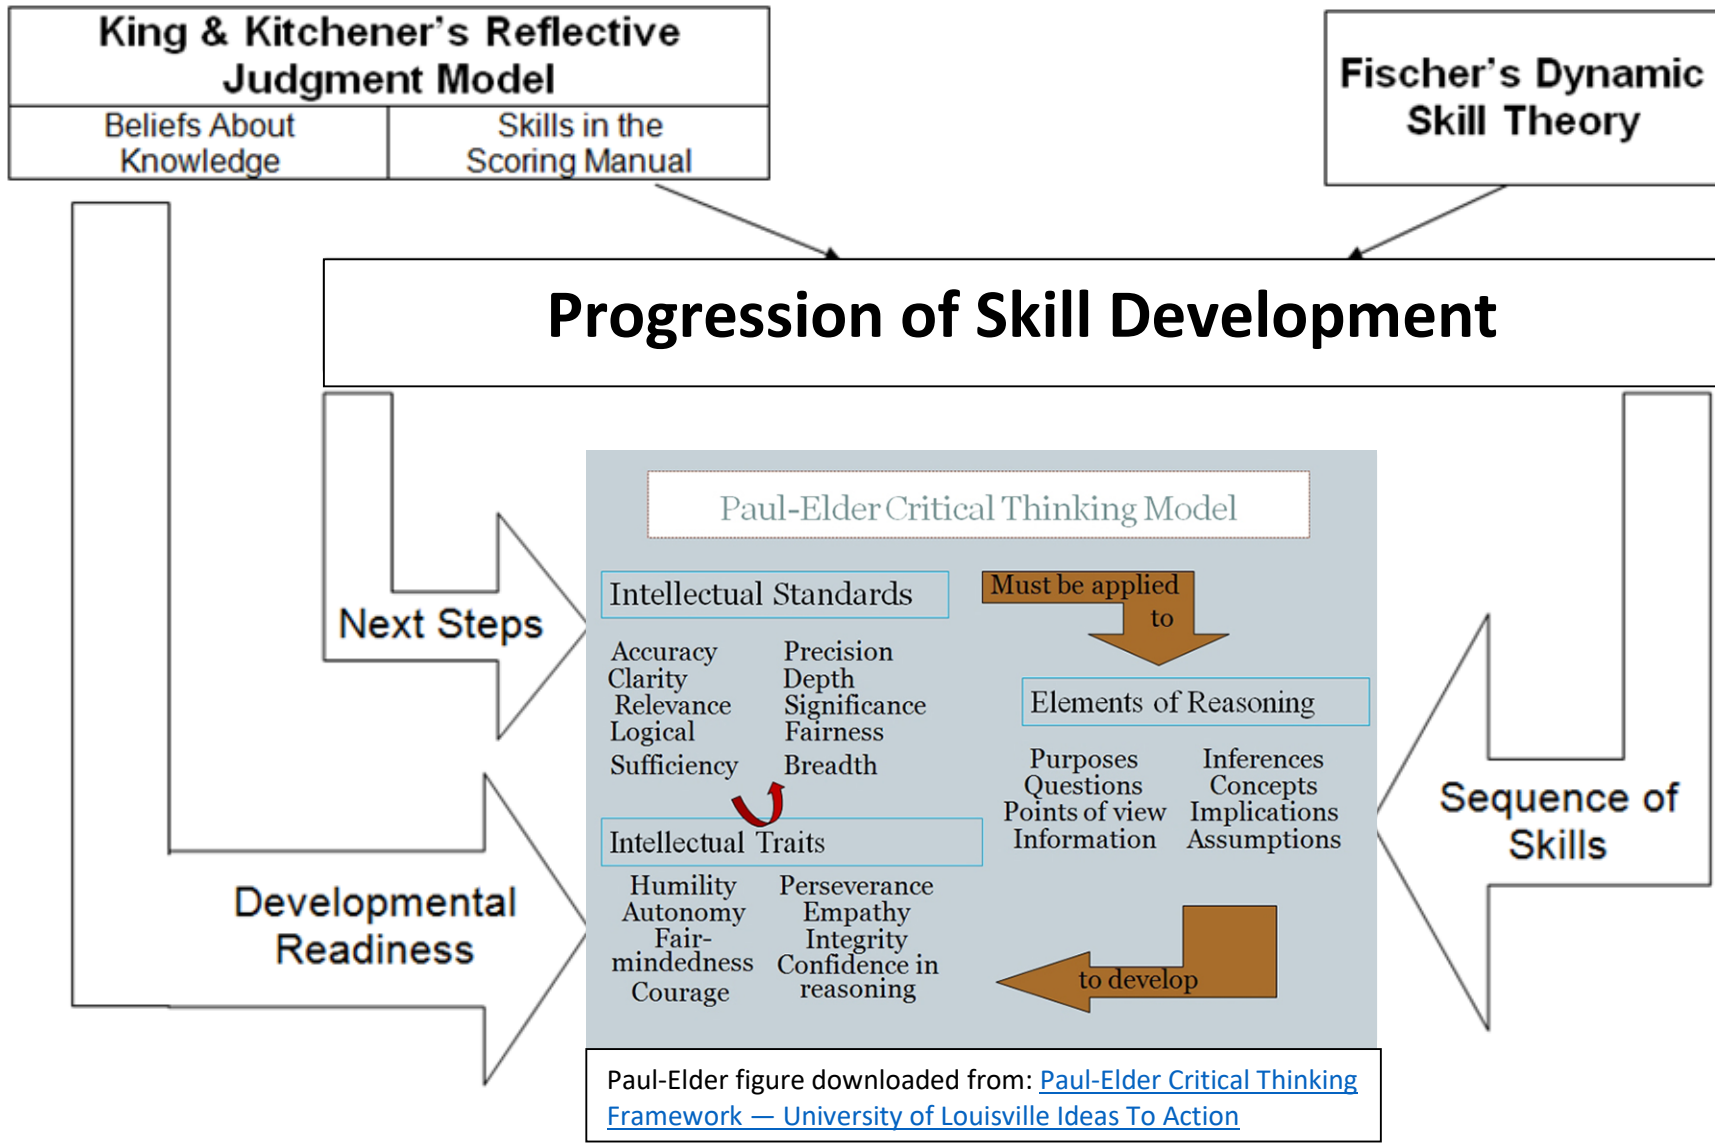 King & Kitchener’s Reflective
Judgment Model
Beliefs About
Knowledge
Skills in the
Scoring Manual
Fischer’s Dynamic
Skill Theory
Progression of Skill Development
Next Steps
Developmental
Readiness
Sequence of
Skills
Paul-Elder Critical Thinking Model
Intellectual Standards
Accuracy
Clarity
Relevance
Logical
Sufficiency
Precision
Depth
Significance
Fairness
Breadth
Must be applied
to
Elements of Reasoning
Purposes
Questions
Points of view
Information
Inferences
Concepts
Implications
Assumptions
Intellectual Traits
Humility
Autonomy
Fair-
mindedness
Courage
Perseverance
Empathy
Integrity
Confidence in
reasoning
to develop
Paul-Elder figure downloaded from: Paul-Elder Critical Thinking
Framework — University of Louisville Ideas To Action